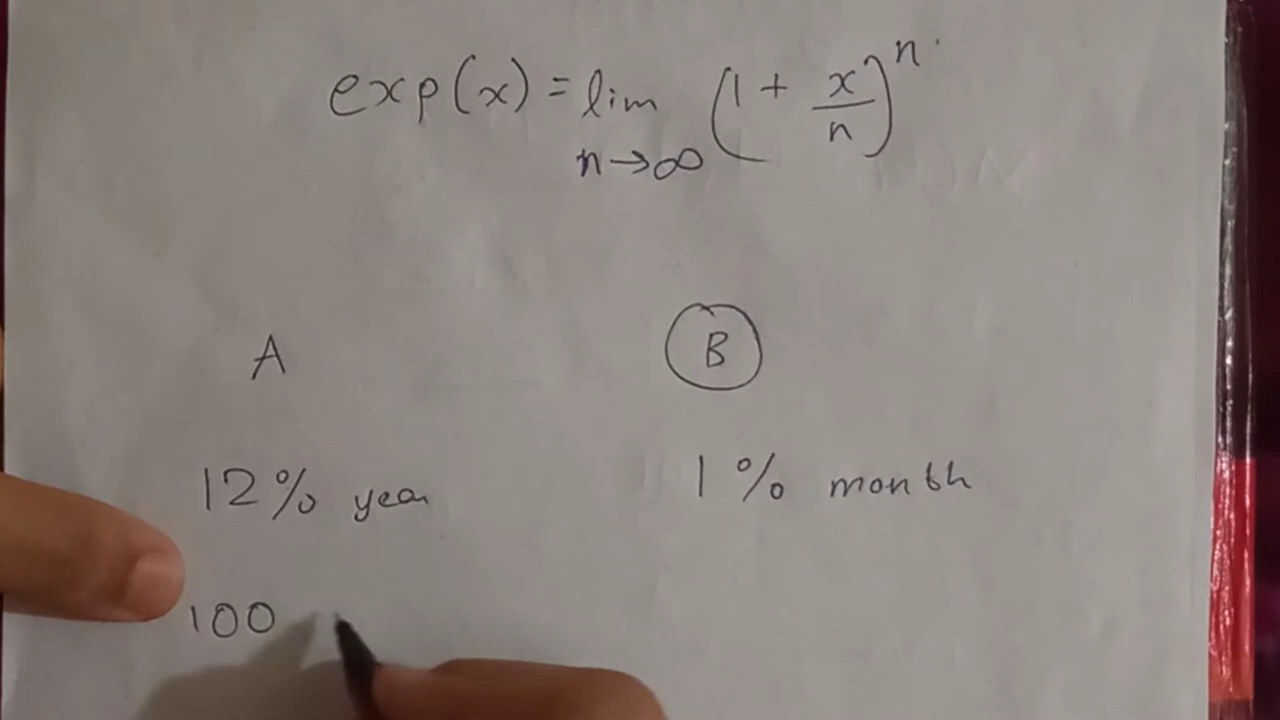 exp(x) = lim n→∞ (1 + x/n)^n
A B
12% year 1% month
100